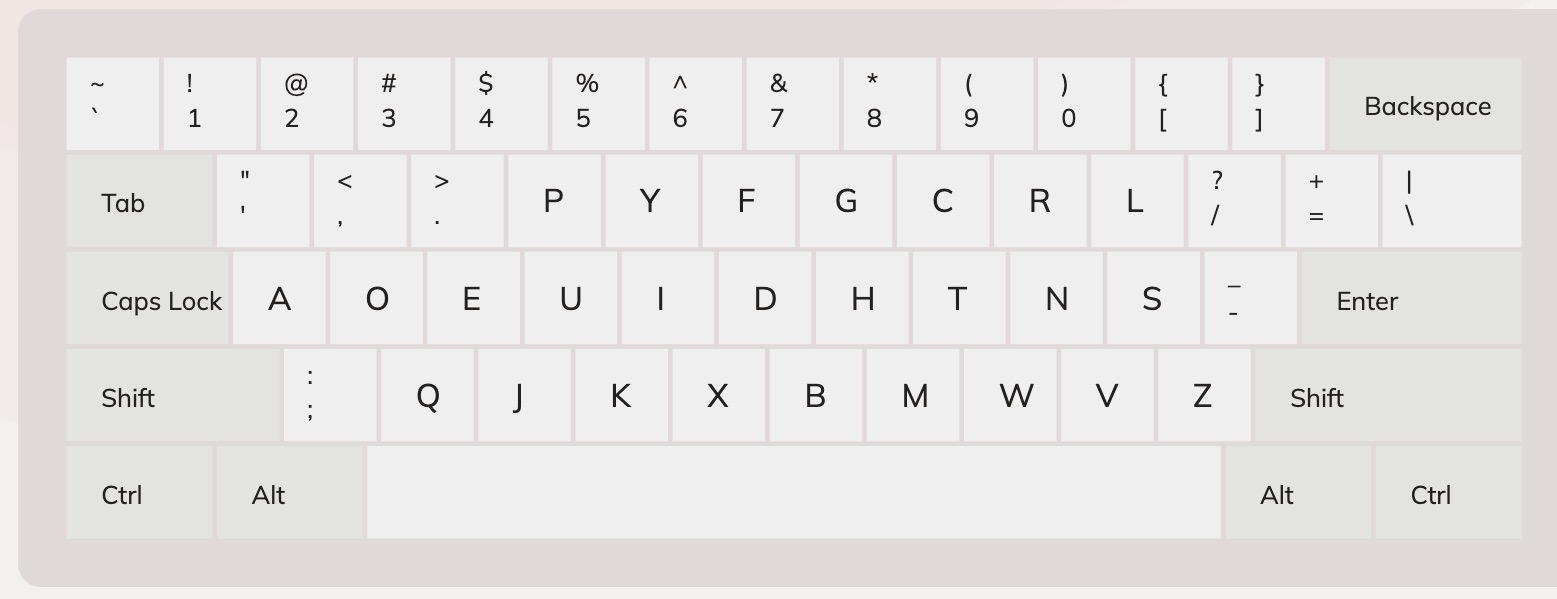 ~ ! @ # $ % ^ & * ( ) { }
` 1 2 3 4 5 6 7 8 9 0 [ ] Backspace
" < > ? + |
Tab ' , . P Y F G C R L / = \
Caps Lock A O E U I D H T N S _ - Enter
:
Shift ; Q J K X B M W V Z Shift
Ctrl Alt Alt Ctrl